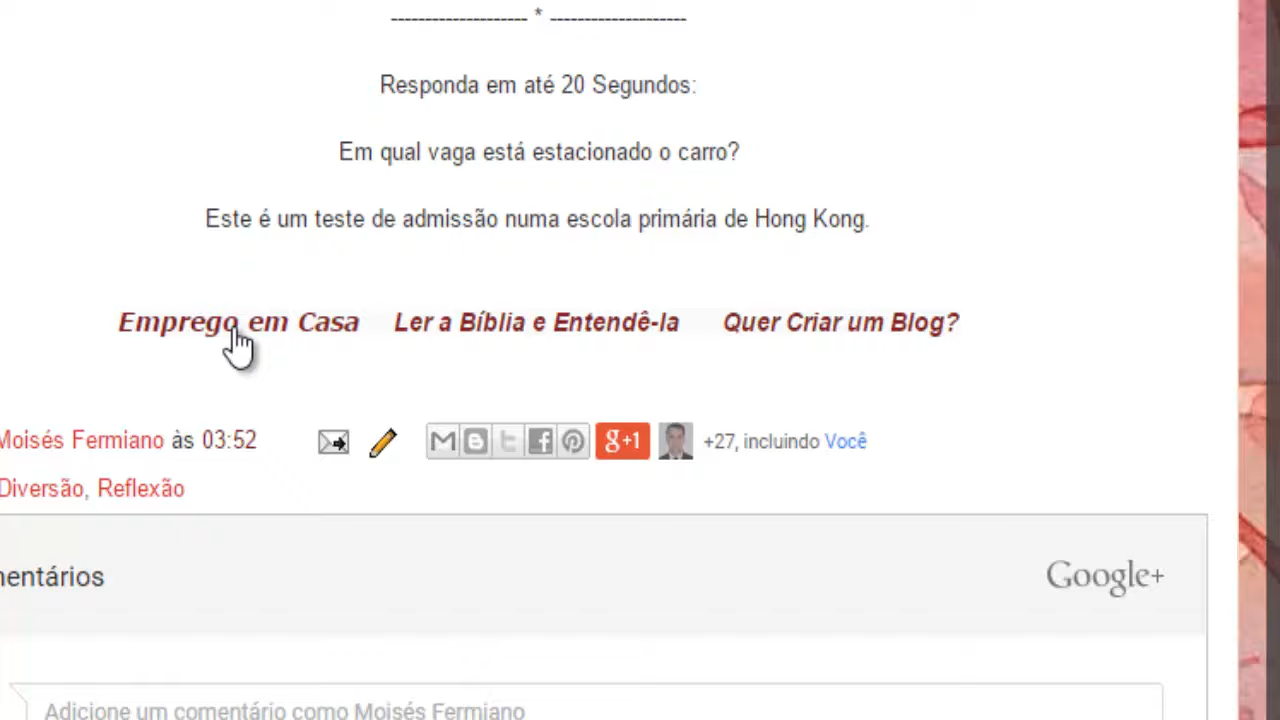 -------------------- * --------------------
Responda em até 20 Segundos:
Em qual vaga está estacionado o carro?
Este é um teste de admissão numa escola primária de Hong Kong.
Emprego em Casa Ler a Bíblia e Entendê-la Quer Criar um Blog?
Moisés Fermiano às 03:52 g+1 +27, incluindo Você
Diversão, Reflexão
mentários Google+
Adicione um comentário como Moisés Fermiano